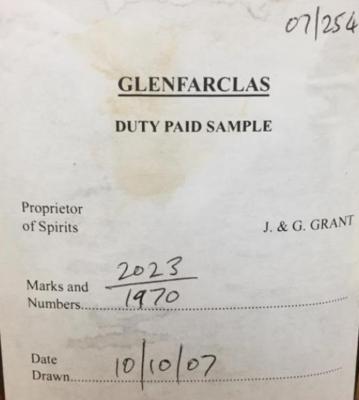 07/254
GLENFARCLAS
DUTY PAID SAMPLE
Proprietor
of Spirits
J. & G. GRANT
2023
Marks and
Numbers..... 1970
Date
Drawn..... 10/10/07